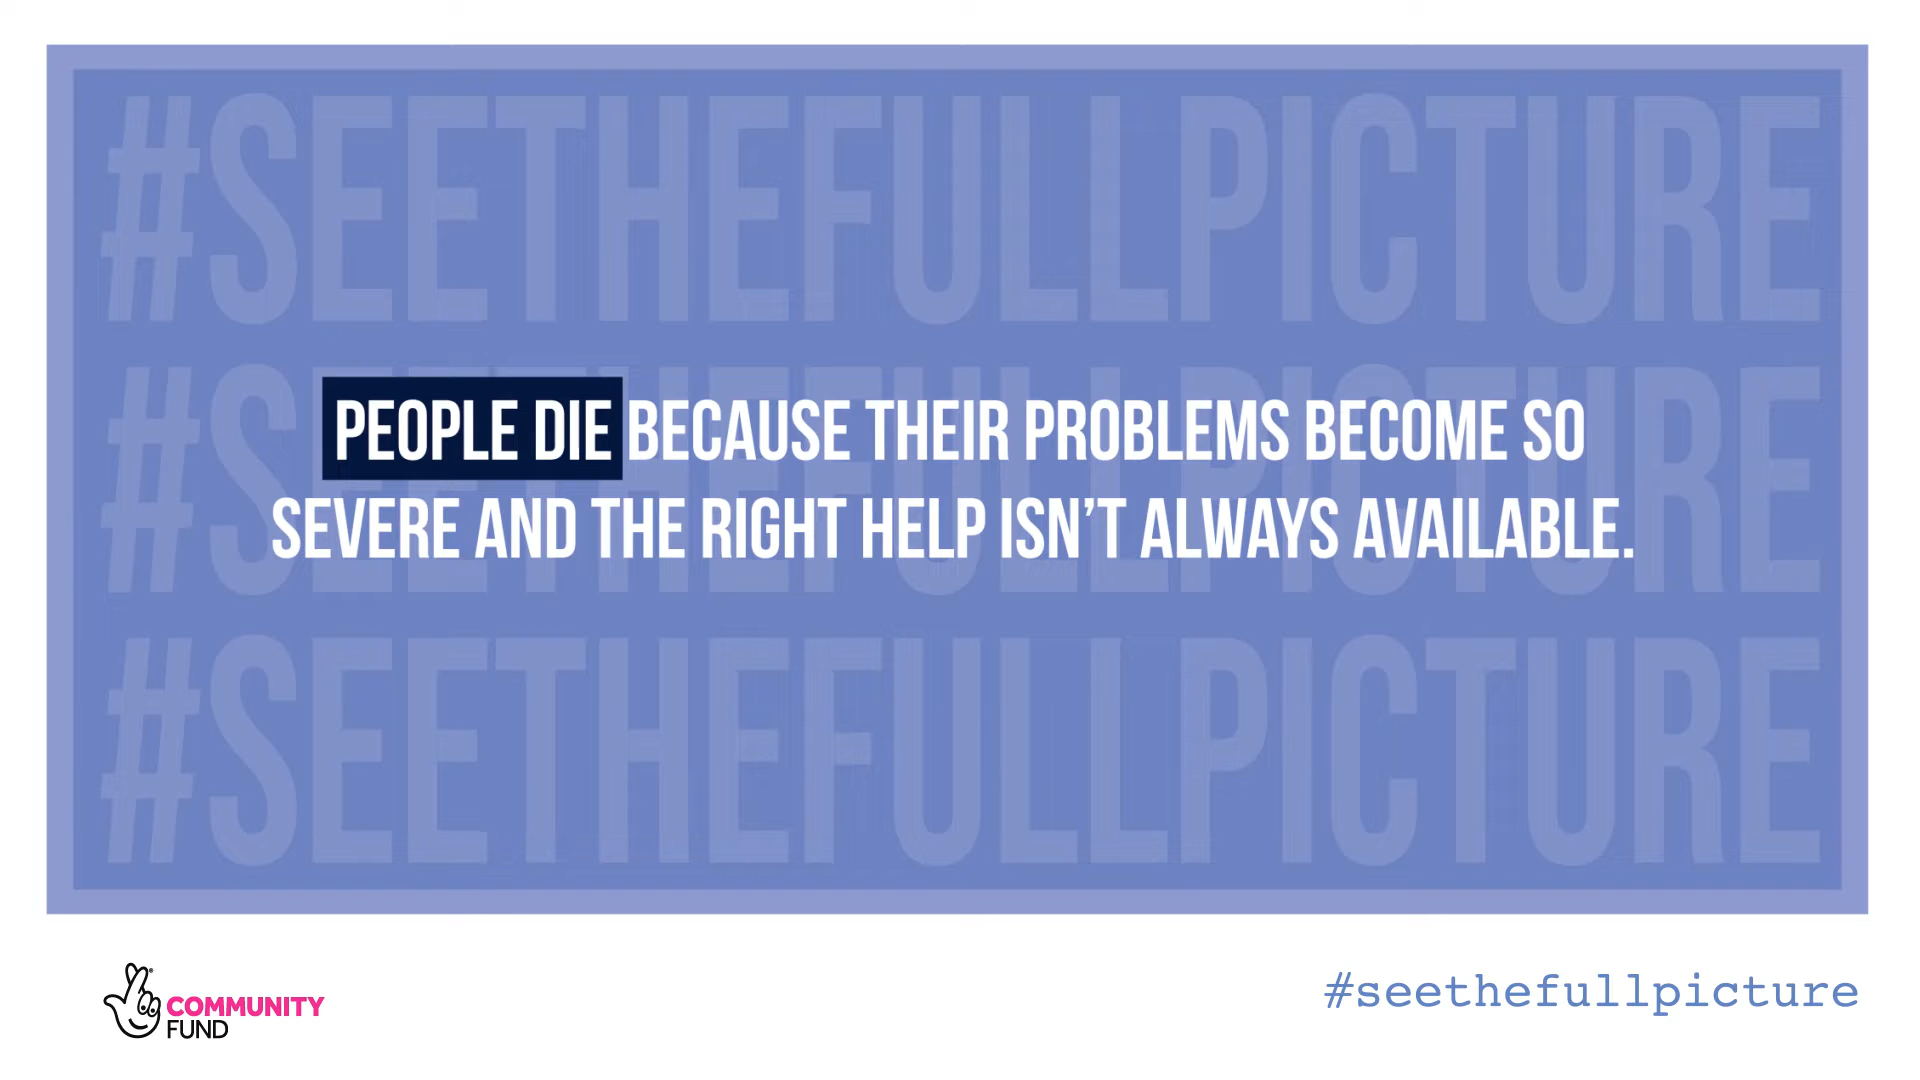 #SEETHEFULLPICTURE
#SEETHEFULLPICTURE
PEOPLE DIE BECAUSE THEIR PROBLEMS BECOME SO
SEVERE AND THE RIGHT HELP ISN’T ALWAYS AVAILABLE.
#SEETHEFULLPICTURE
COMMUNITY
FUND
#seethefullpicture